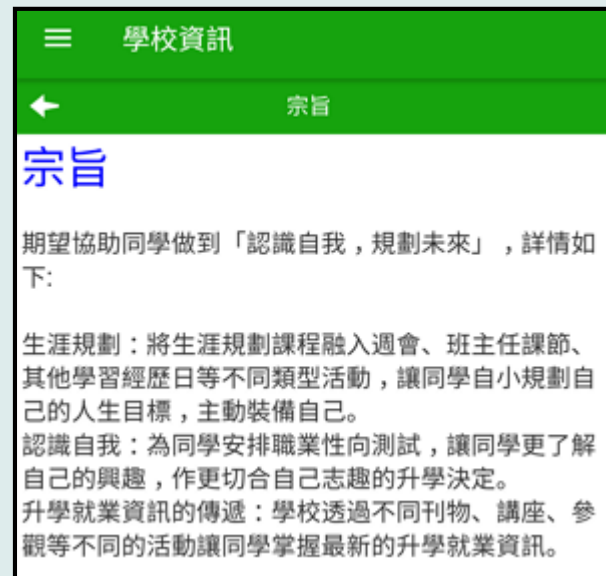 學校資訊
宗旨
宗旨
期望協助同學做到「認識自我，規劃未來」，詳情如
下:
生涯規劃：將生涯規劃課程融入週會、班主任課節、
其他學習經歷日等不同類型活動，讓同學自小規劃自
己的人生目標，主動裝備自己。
認識自我：為同學安排職業性向測試，讓同學更了解
自己的興趣，作更切合自己志趣的升學決定。
升學就業資訊的傳遞：學校透過不同刊物、講座、參
觀等不同的活動讓同學掌握最新的升學就業資訊。